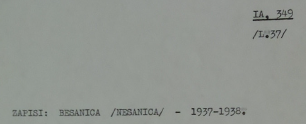 IA, 349
/I.37/
ZAPISI: BESANICA /NESANICA/ - 1937-1938.